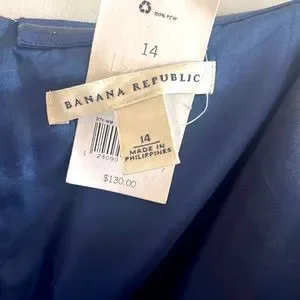 100% PCW
14
BANANA REPUBLIC
14
MADE IN
PHILIPPINES
$130.00